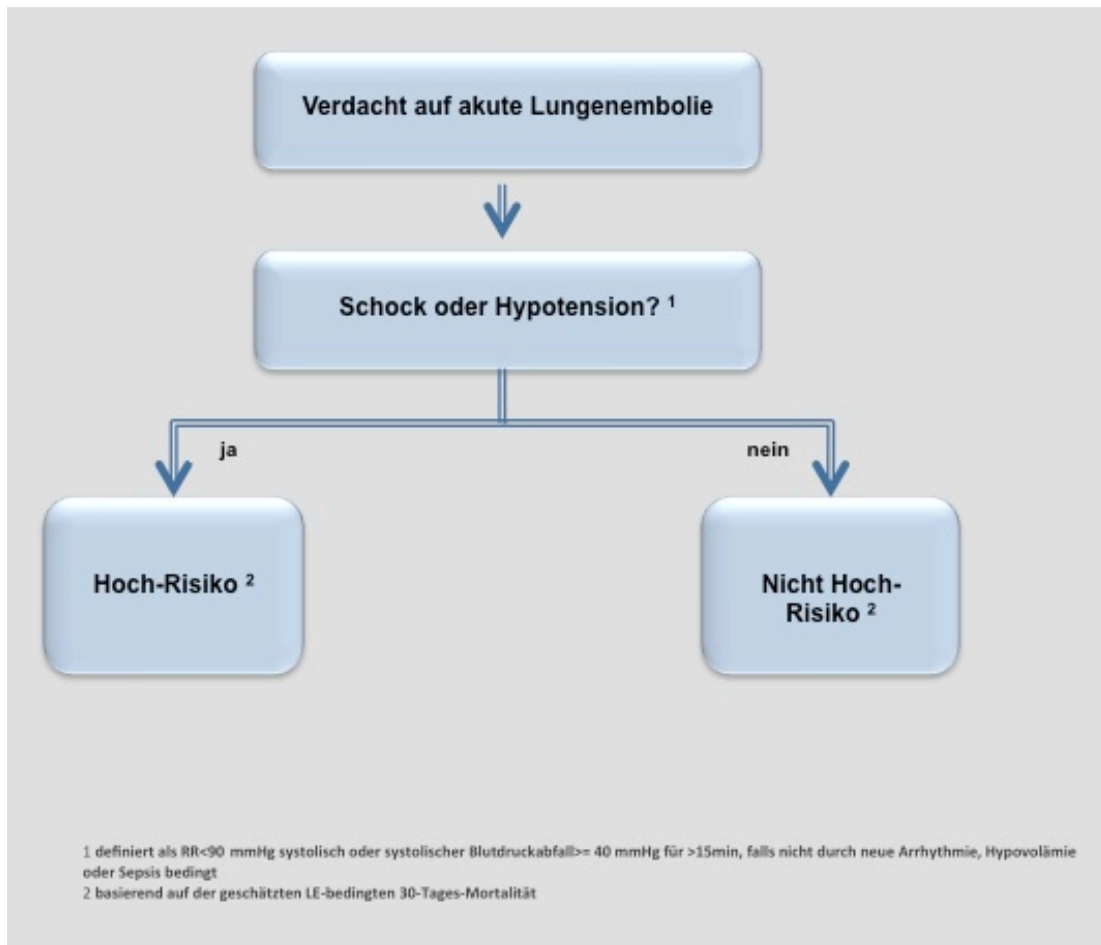 Verdacht auf akute Lungenembolie
Schock oder Hypotension? ¹
ja
nein
Hoch-Risiko ²
Nicht Hoch-
Risiko ²
1 definiert als RR<90 mmHg systolisch oder systolischer Blutdruckabfall>= 40 mmHg für >15min, falls nicht durch neue Arrhythmie, Hypovolämie
oder Sepsis bedingt
2 basierend auf der geschätzten LE-bedingten 30-Tages-Mortalität